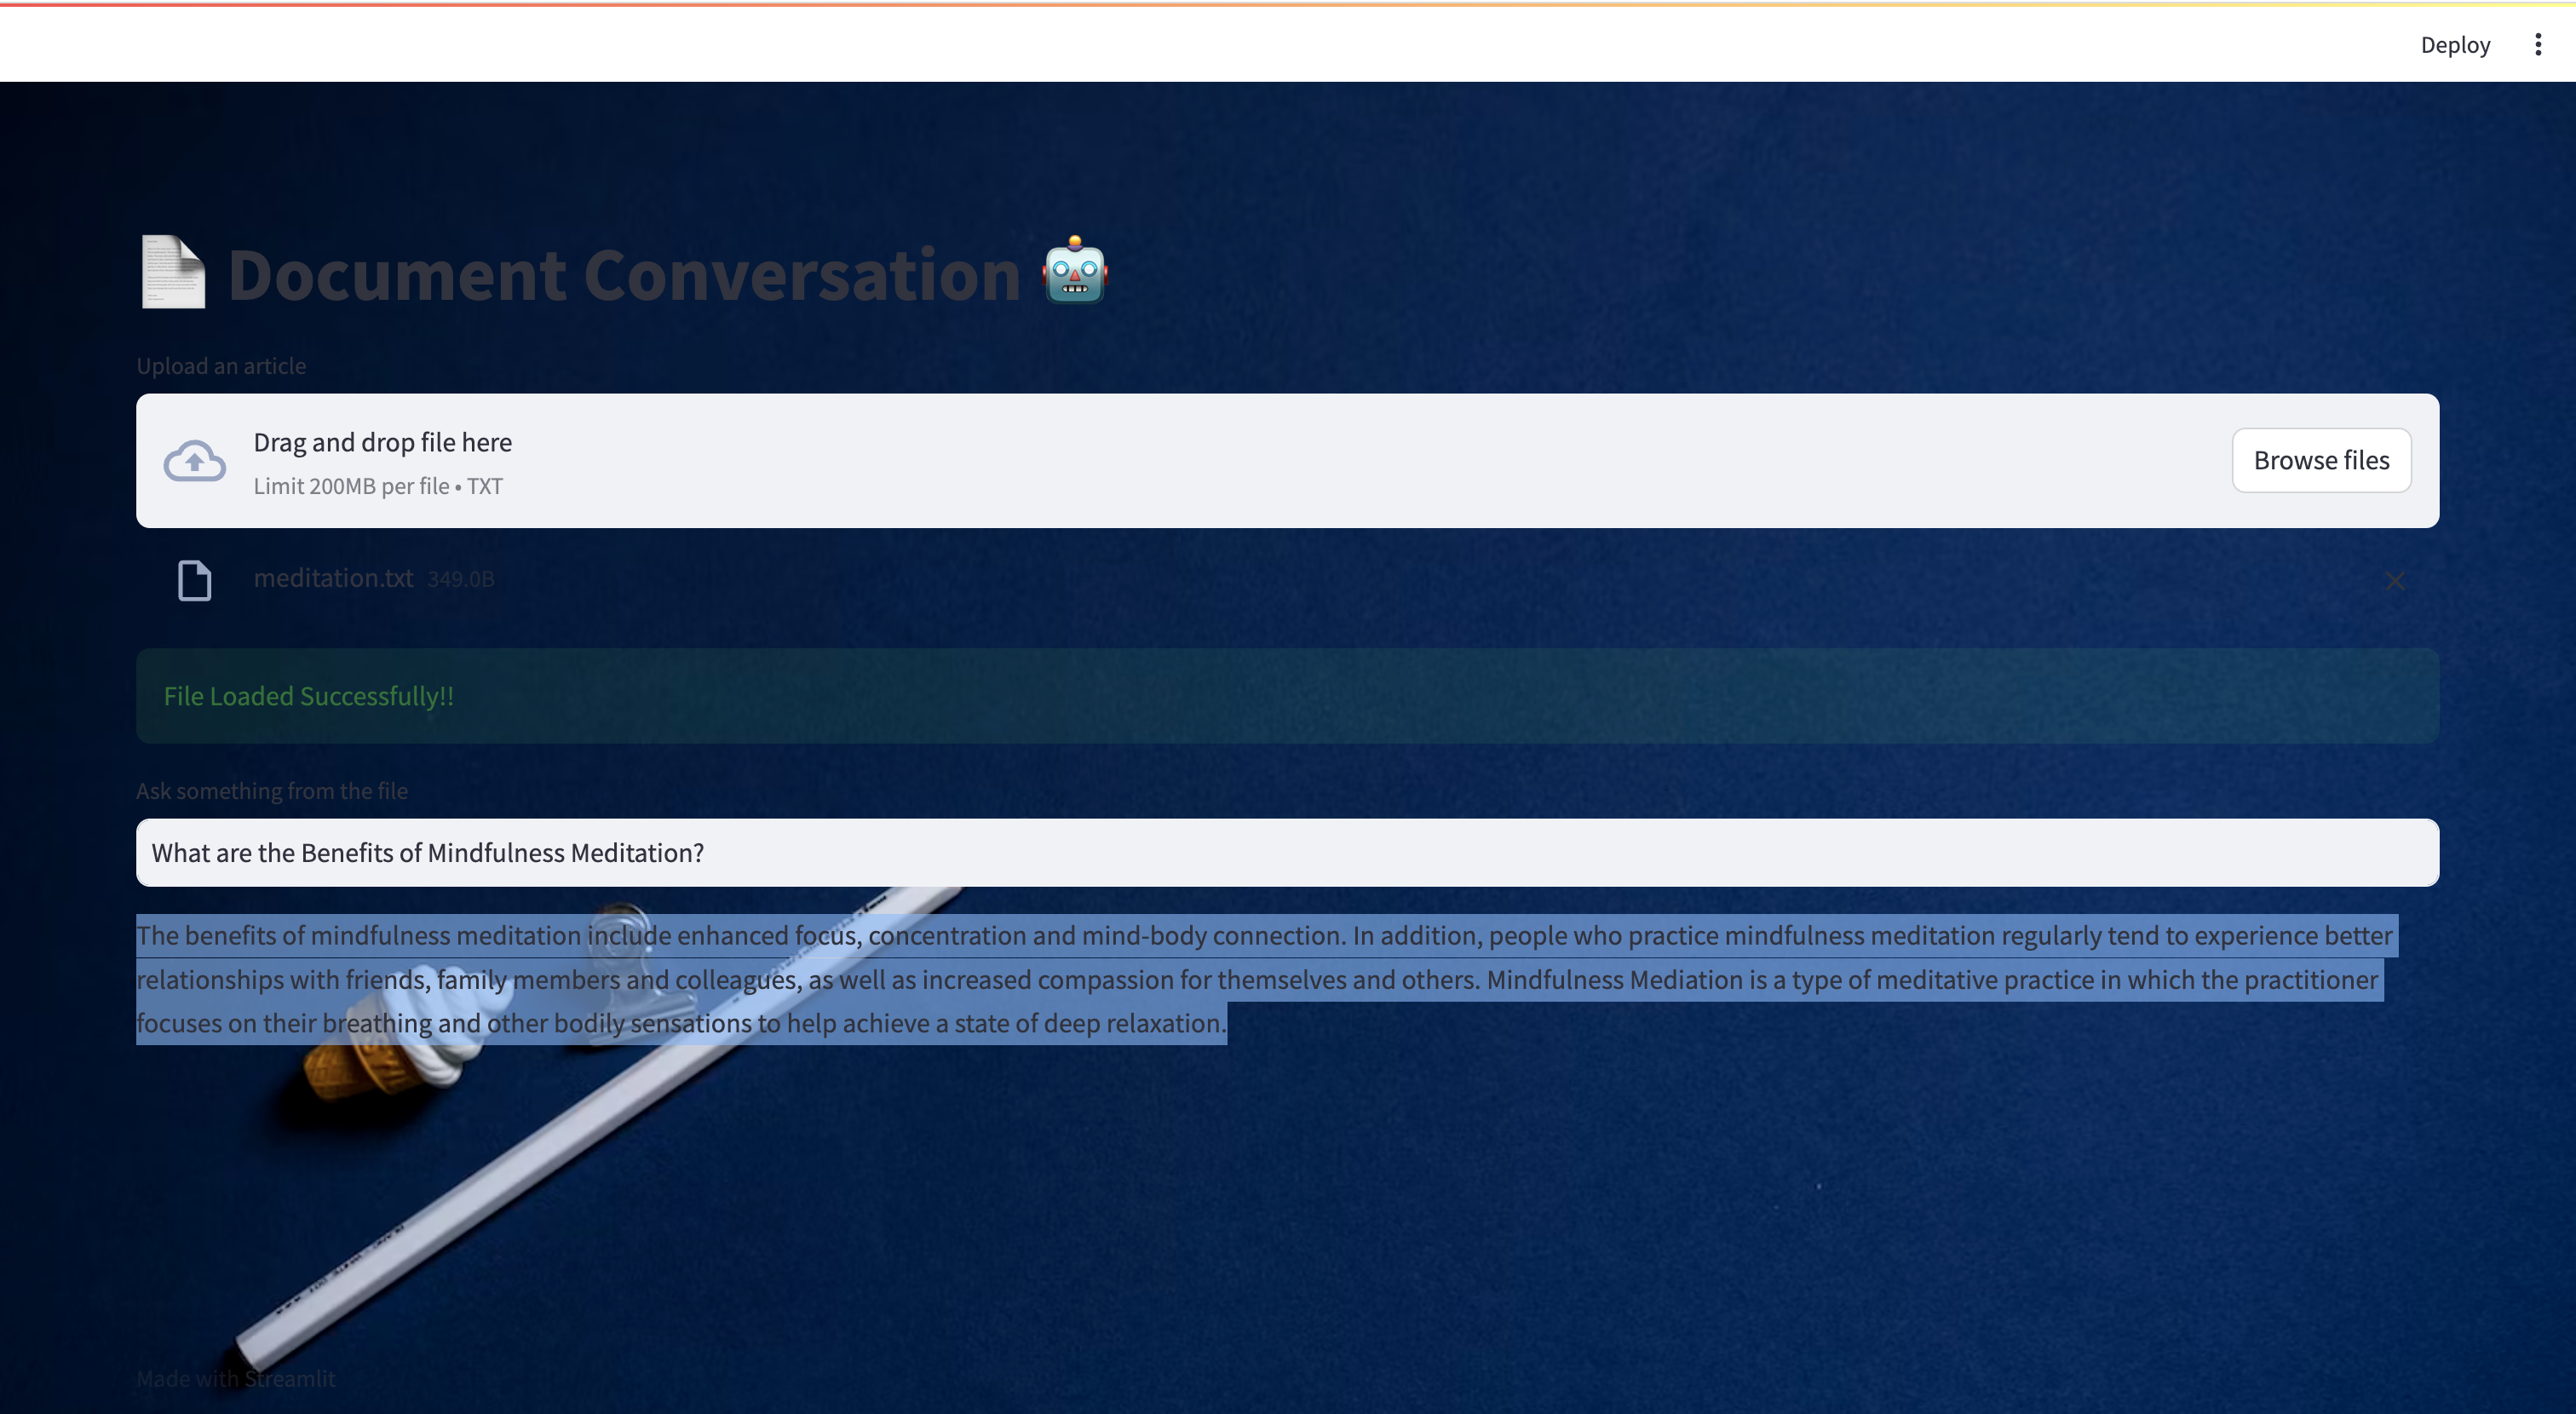 Deploy
Document Conversation
Upload an article
Drag and drop file here
Limit 200MB per file • TXT
Browse files
meditation.txt 349.0B
File Loaded Successfully!!
Ask something from the file
What are the Benefits of Mindfulness Meditation?
The benefits of mindfulness meditation include enhanced focus, concentration and mind-body connection. In addition, people who practice mindfulness meditation regularly tend to experience better
relationships with friends, family members and colleagues, as well as increased compassion for themselves and others. Mindfulness Mediation is a type of meditative practice in which the practitioner
focuses on their breathing and other bodily sensations to help achieve a state of deep relaxation.
Made with Streamlit